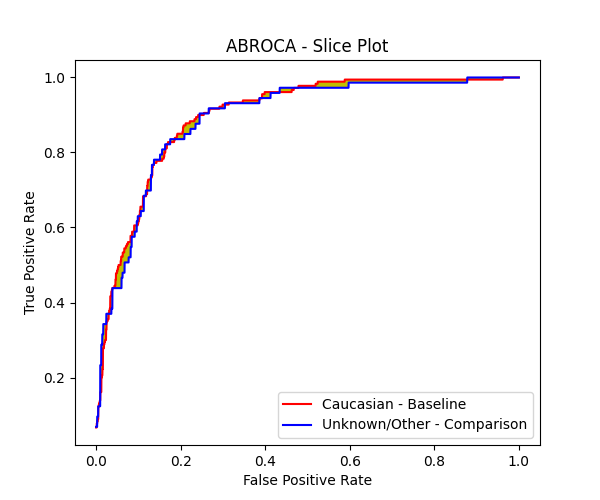 ABROCA - Slice Plot
True Positive Rate
1.0
0.8
0.6
0.4
0.2
0.0 0.2 0.4 0.6 0.8 1.0
False Positive Rate
Caucasian - Baseline
Unknown/Other - Comparison